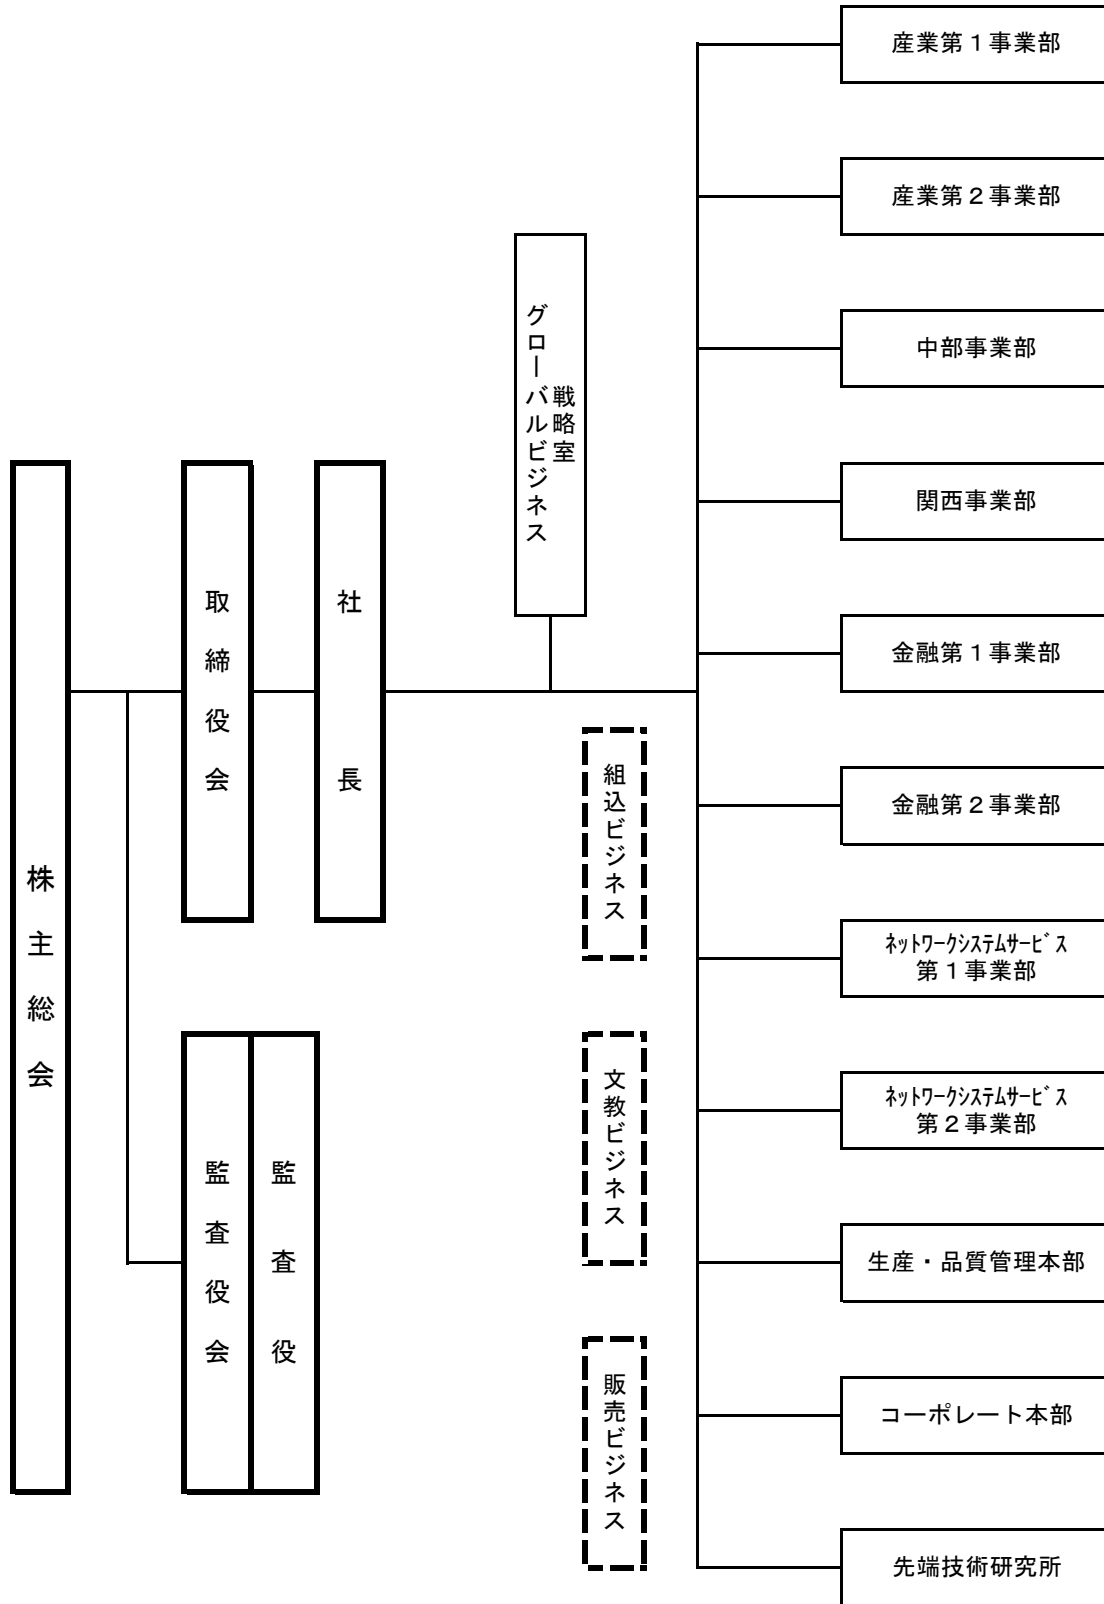 株主総会
取締役会
社長
監査役会
監査役
グローバルビジネス
戦略室
組込ビジネス
文教ビジネス
販売ビジネス
産業第１事業部
産業第２事業部
中部事業部
関西事業部
金融第１事業部
金融第２事業部
ﾈｯﾄﾜｰｸｼｽﾃﾑｻｰﾋﾞｽ
第１事業部
ﾈｯﾄﾜｰｸｼｽﾃﾑｻｰﾋﾞｽ
第２事業部
生産・品質管理本部
コーポレート本部
先端技術研究所